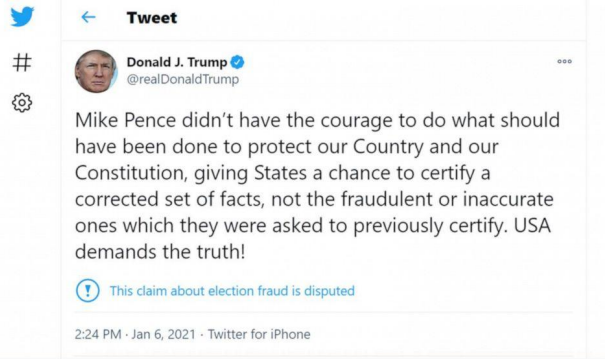 Tweet
Donald J. Trump
@realDonaldTrump
Mike Pence didn’t have the courage to do what should
have been done to protect our Country and our
Constitution, giving States a chance to certify a
corrected set of facts, not the fraudulent or inaccurate
ones which they were asked to previously certify. USA
demands the truth!
This claim about election fraud is disputed
2:24 PM · Jan 6, 2021 · Twitter for iPhone